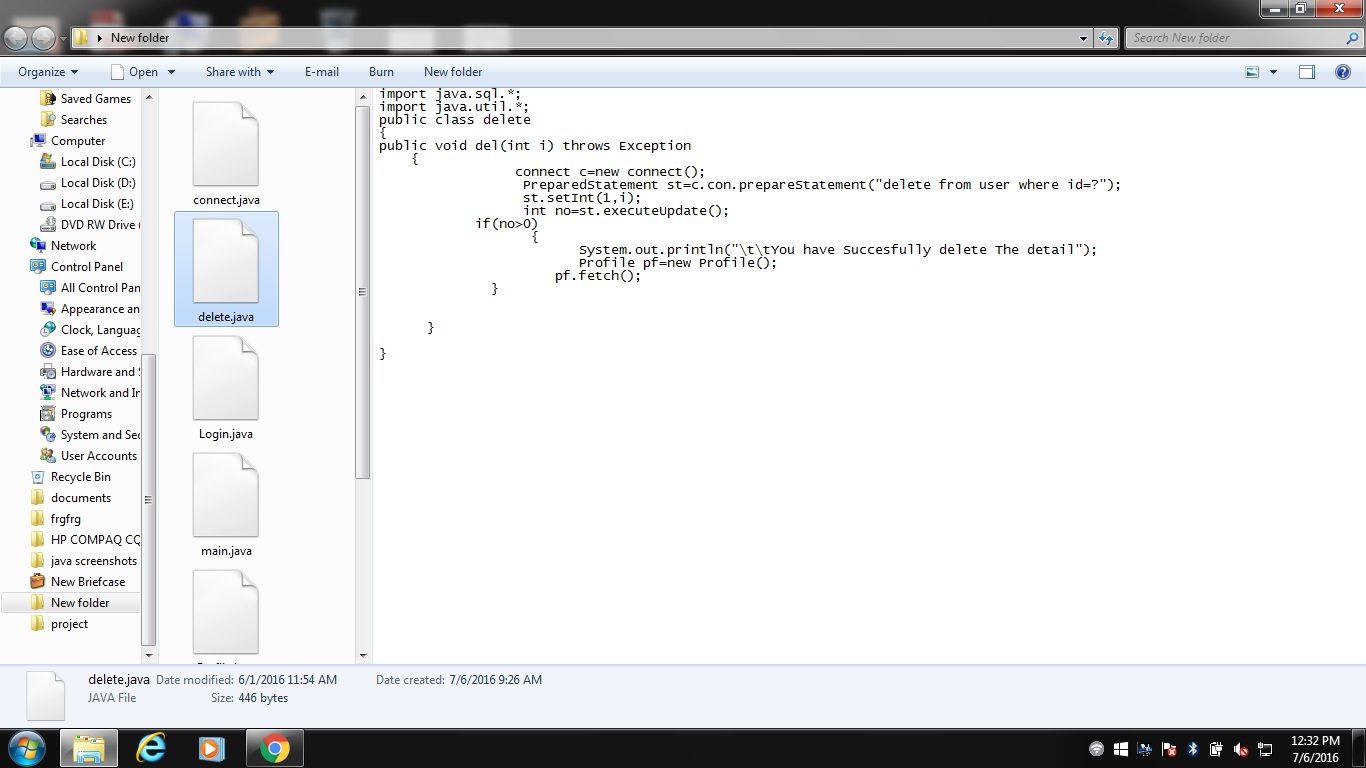 New folder
Search New folder
Organize
Open
Share with
E-mail
Burn
New folder
Saved Games
Searches
Computer
Local Disk (C:)
Local Disk (D:)
Local Disk (E:)
DVD RW Drive (
Network
Control Panel
All Control Pan
Appearance an
Clock, Languag
Ease of Access
Hardware and S
Network and In
Programs
System and Sec
User Accounts
Recycle Bin
documents
frgfrg
HP COMPAQ CQ
java screenshots
New Briefcase
New folder
project
connect.java
delete.java
Login.java
main.java
import java.sql.*;
import java.util.*;
public class delete
{
public void del(int i) throws Exception
{
connect c=new connect();
PreparedStatement st=c.con.prepareStatement("delete from user where id=?");
st.setInt(1,i);
int no=st.executeUpdate();
if(no>0)
{
System.out.println("\t\tYou have Succesfully delete The detail");
Profile pf=new Profile();
pf.fetch();
}
}
}
delete.java Date modified: 6/1/2016 11:54 AM Date created: 7/6/2016 9:26 AM
JAVA File Size: 446 bytes
12:32 PM
7/6/2016